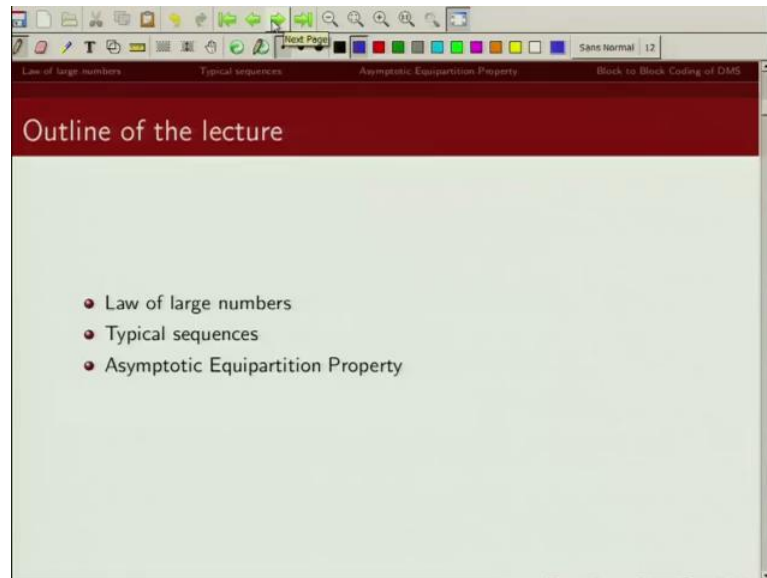 T
Next Page
Sans Normal 12
Law of large numbers Typical sequences Asymptotic Equipartition Property Block to Block Coding of DMS
Outline of the lecture
Law of large numbers
Typical sequences
Asymptotic Equipartition Property